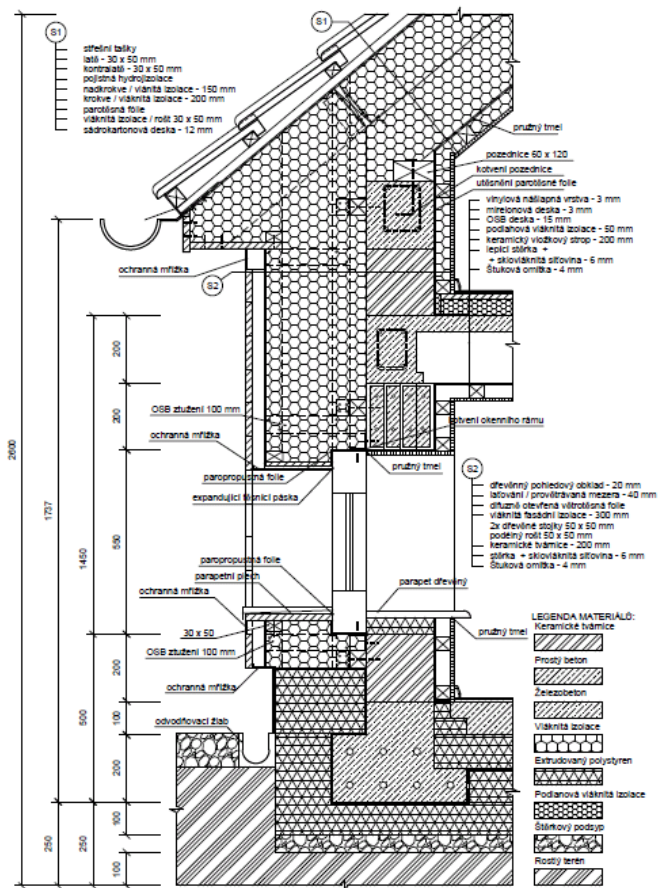 S1
střešní tašky
latě - 30 x 50 mm
kontralatě - 30 x 50 mm
pojistná hydroizolace
nadkrokve / vlánitá izolace - 150 mm
krokve / vláknitá izolace - 200 mm
parotěsná fólie
vláknitá izolace / rošt 30 x 50 mm
sádrokartonová deska - 12 mm
S1
pružný tmel
pozednice 60 x 120
kotvení pozednice
utěsnění parotěsné folie
vinylová nášlapná vrstva - 3 mm
mirelonová deska - 3 mm
OSB deska - 15 mm
podlahová vláknitá izolace - 50 mm
keramický vložkový strop - 200 mm
lepící stěrka +
+ sklovláknitá síťovina - 6 mm
Štuková omítka - 4 mm
ochranná mřížka
S2
200
200
OSB ztužení 100 mm
kotvení okenního rámu
ochranná mřížka
paropropustná folie
pružný tmel
expandující těsnící páska
S2
dřevěnný pohledový obklad - 20 mm
laťování / provětrávaná mezera - 40 mm
difuzně otevřená větrotěsná folie
vláknitá fasádní izolace - 300 mm
2x dřevěné stojky 50 x 50 mm
podélný rošt 50 x 50 mm
keramické tvárnice - 200 mm
stěrka + sklovláknitá síťovina - 6 mm
Štuková omítka - 4 mm
2600
1737
1450
550
paropropustná folie
parapetní plech
parapet dřevěný
ochranná mřížka
30 x 50
pružný tmel
OSB ztužení 100 mm
ochranná mřížka
200
500
100
odvodňovací žlab
200
250
250
100
100
LEGENDA MATERIÁLŮ:
Keramické tvárnice
Prostý beton
Železobeton
Vláknitá izolace
Extrudovaný polystyren
Podlanová vláknitá izolace
Štěrkový podsyp
Rostlý terén